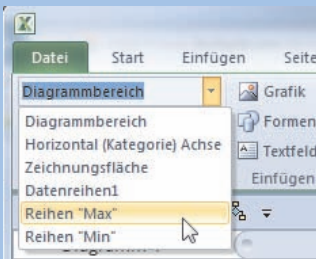 Datei Start Einfügen Seite
Diagrammbereich Grafik
Diagrammbereich Formen
Horizontal (Kategorie) Achse
Zeichnungsfläche Textfeld
Datenreihen1 Einfügen
Reihen "Max"
Reihen "Min"